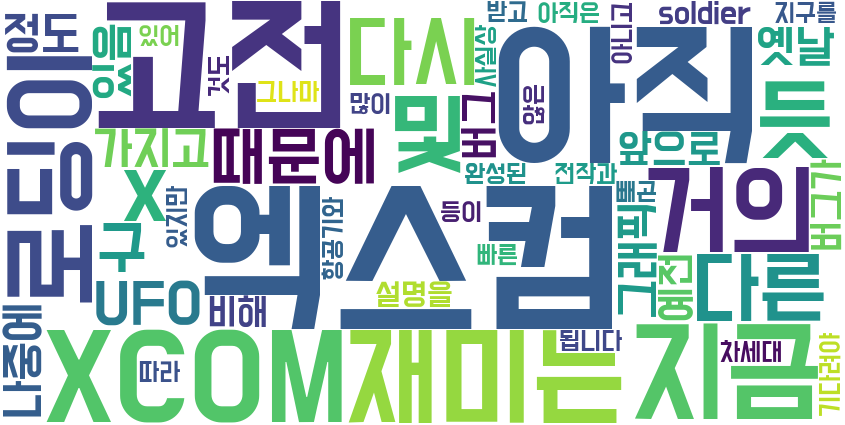 정도
있음
있어
고전
것도
그나마
다시
많이
사실상
받고
아직은
아니고
soldier
지구를
옛날
로딩이
가지고
때문에
및
버그
않은
아직
듯
앞으로
X
엑스컴
완성된
전작과
뽑곤
거의
버그가
구
있지만
항공기와
등이
빠른
그래픽
예전
다른
UFO
비해
설명을
나중에
XCOM
따라
재미는
됩니다
지금
차세대
기다려야